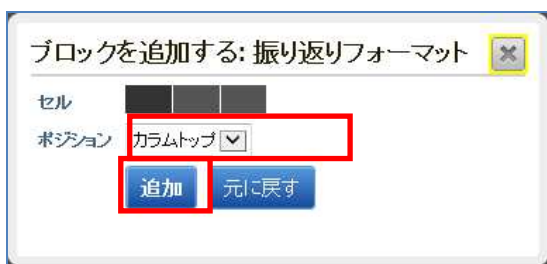 ブロックを追加する: 振り返りフォーマット
セル
ポジション カラムトップ
追加 元に戻す